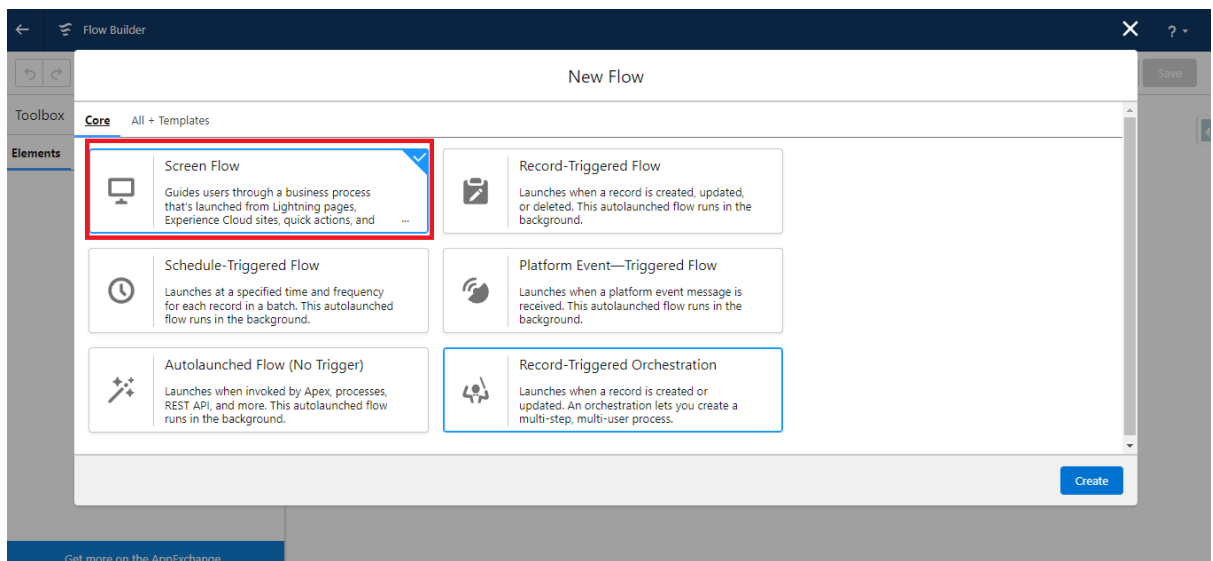 Flow Builder
?
New Flow
Save
Toolbox
Core All + Templates
Elements
Screen Flow
Guides users through a business process
that's launched from Lightning pages,
Experience Cloud sites, quick actions, and ...
Record-Triggered Flow
Launches when a record is created, updated,
or deleted. This autolaunched flow runs in the
background.
Schedule-Triggered Flow
Launches at a specified time and frequency
for each record in a batch. This autolaunched
flow runs in the background.
Platform Event—Triggered Flow
Launches when a platform event message is
received. This autolaunched flow runs in the
background.
Autolaunched Flow (No Trigger)
Launches when invoked by Apex, processes,
REST API, and more. This autolaunched flow
runs in the background.
Record-Triggered Orchestration
Launches when a record is created or
updated. An orchestration lets you create a
multi-step, multi-user process.
Create
Get more on the AppExchange